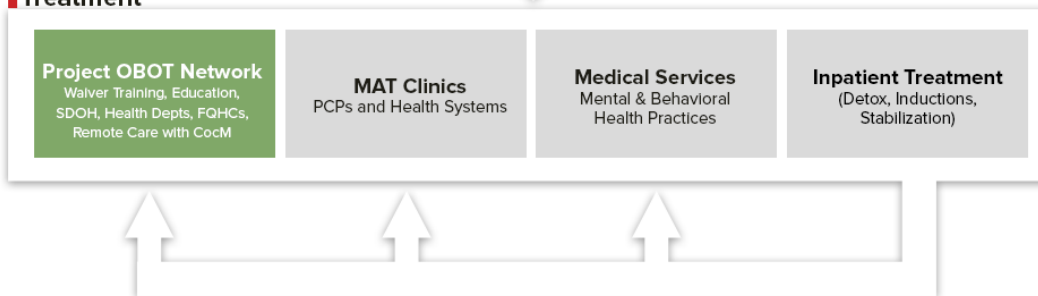 Treatment
Project OBOT Network
Waiver Training, Education,
SDOH, Health Depts, FQHCs,
Remote Care with CocM
MAT Clinics
PCPs and Health Systems
Medical Services
Mental & Behavioral
Health Practices
Inpatient Treatment
(Detox, Inductions,
Stabilization)